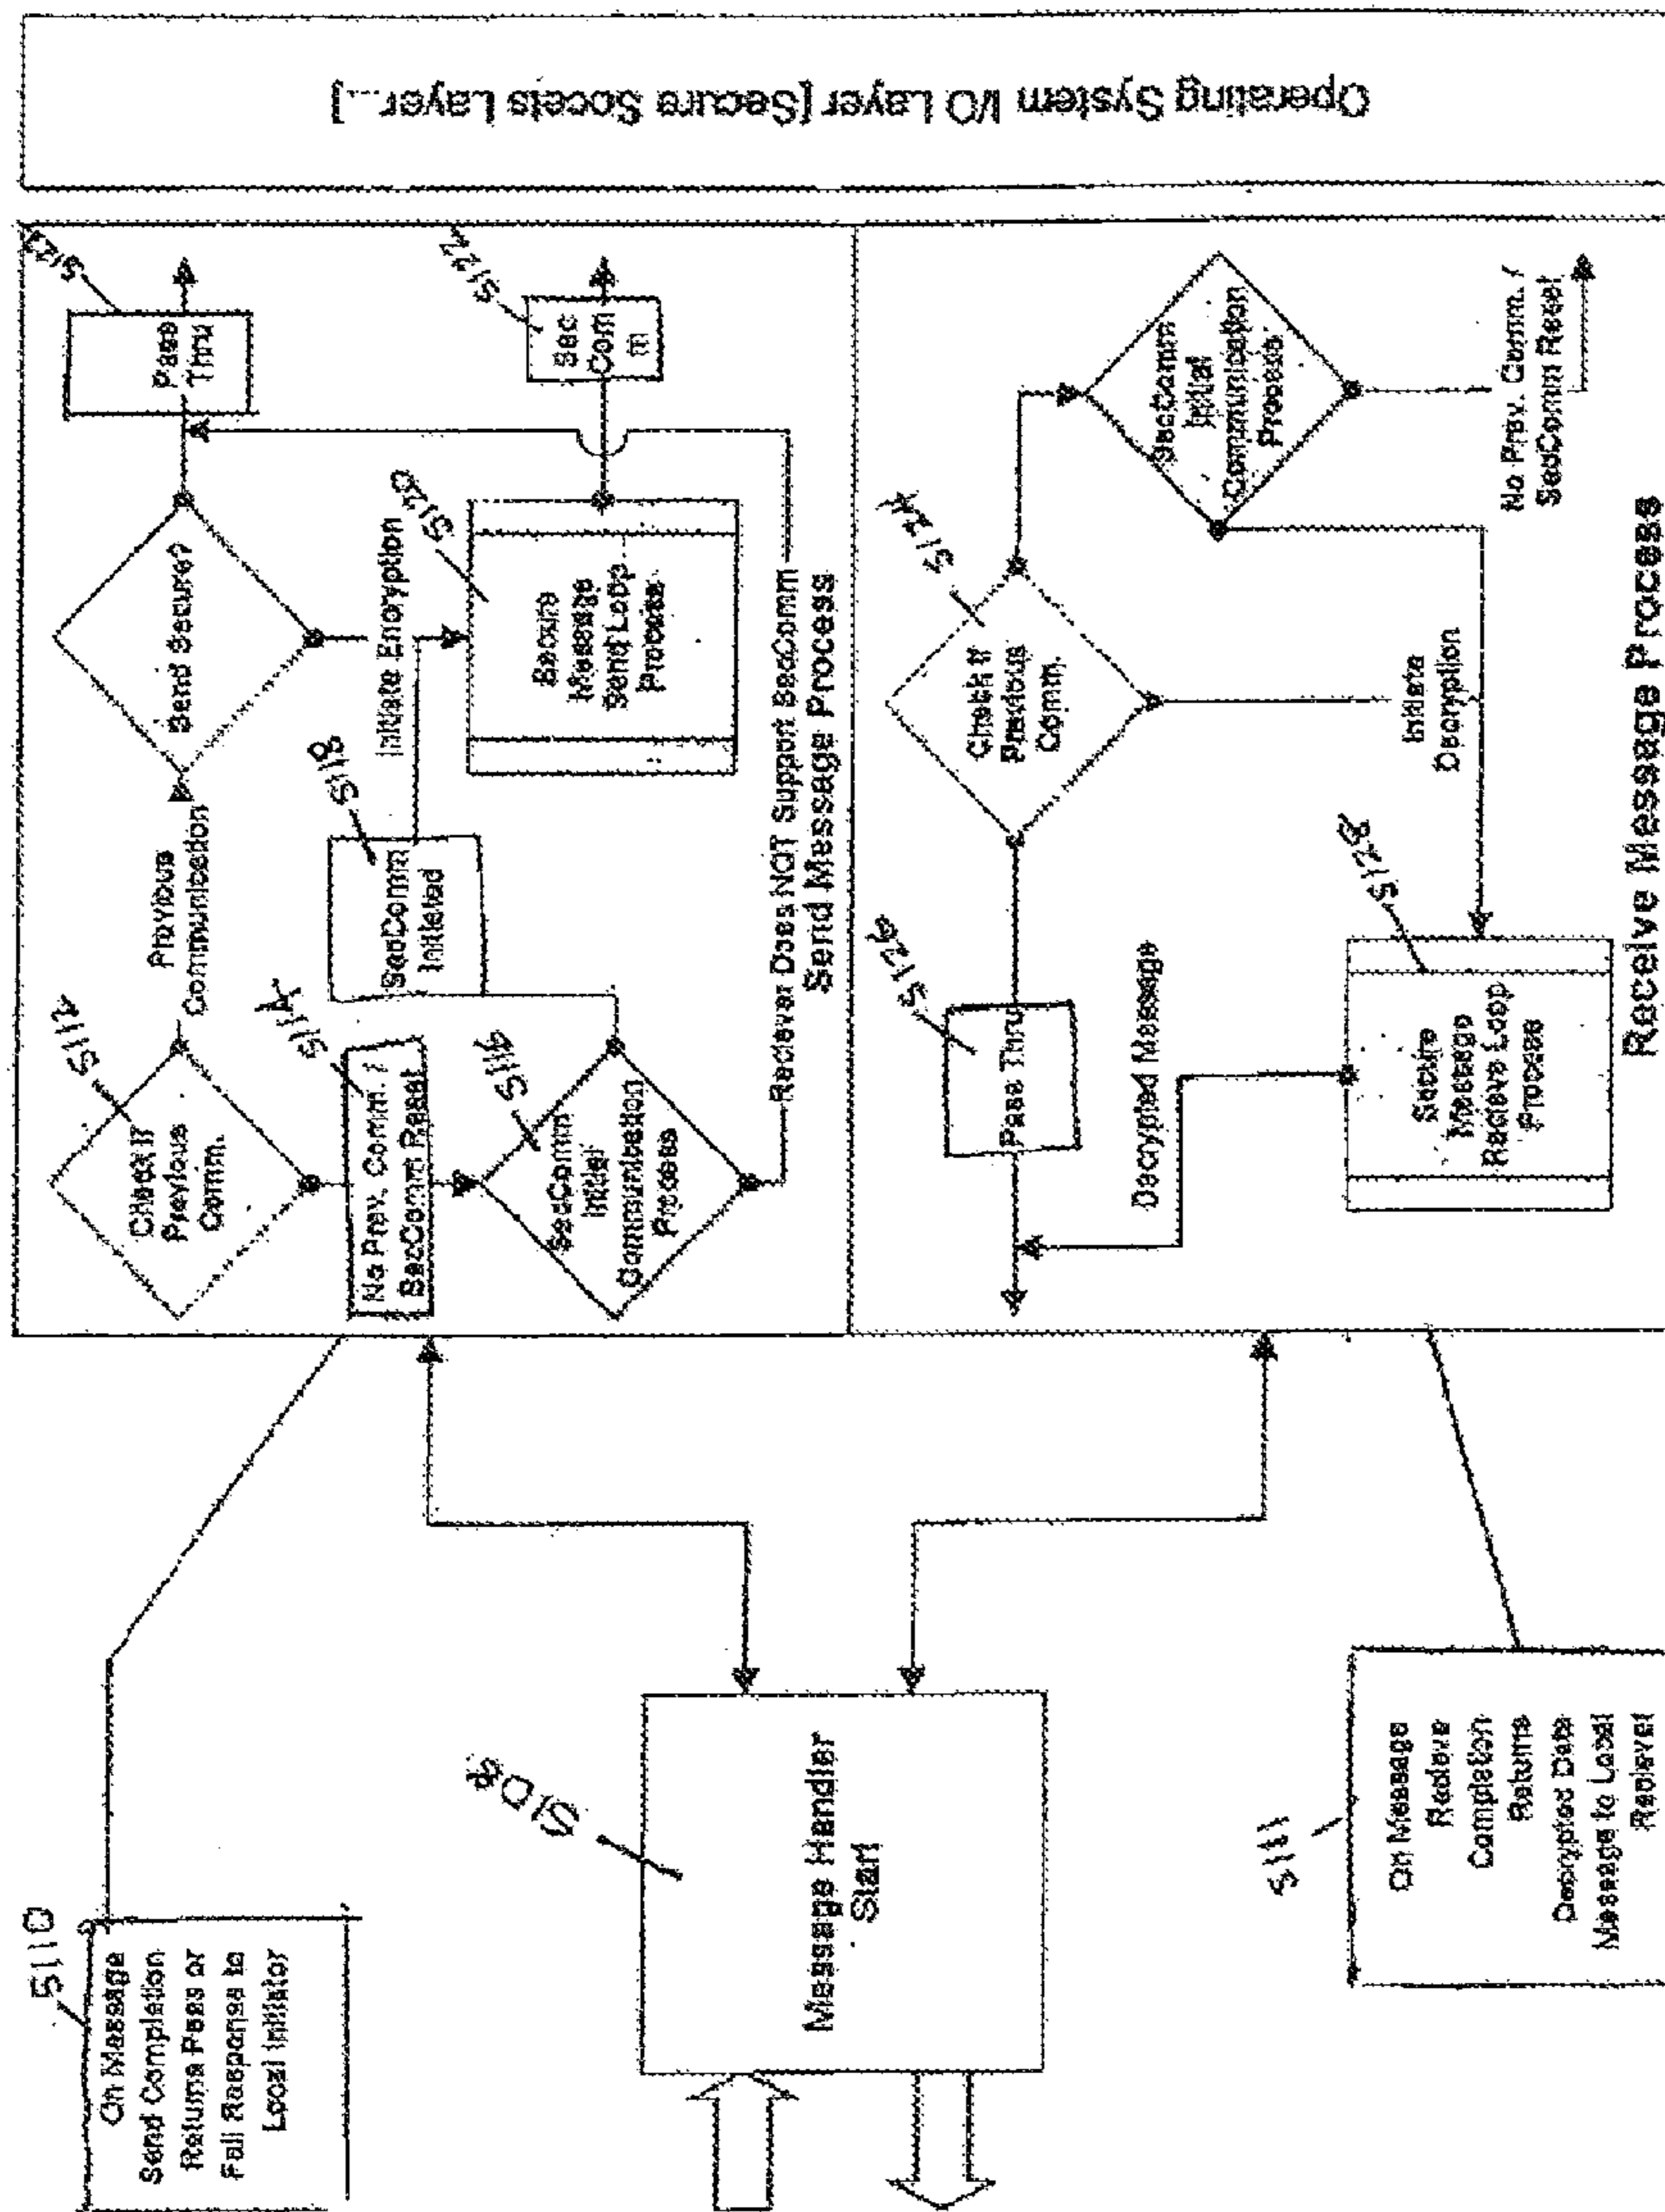 S110
On Message
Send Completion
Returns Pass or
Fail Response to
Local Initiator
S108
Message Handler
Start
S111
On Message
Recieve
Completion
Returns
Decrypted Data
Message to Local
Reciever
S112
Check If
Previous
Comm.
Previous
Communication
Send Secure?
Pass
Thru
S114
No Prev. Comm. /
SecComm Reset
S116
SecComm
Initial
Communication
Process
S118
SecComm
Initiated
Initiate Encryption
S120
Secure
Message
Send Loop
Process
S122
Sec
Com
m
Reciever Does NOT Support SecComm
Send Message Process
S124
Check If
Previous
Comm.
SecComm
Initial
Communication
Process
No Prev. Comm. /
SecComm Reset
S126
Pass Thru
Decrypted Message
Initiate
Decryption
S128
Secure
Message
Recieve Loop
Process
Receive Message Process
Operating System I/O Layer [Secure Soccets Layer...]